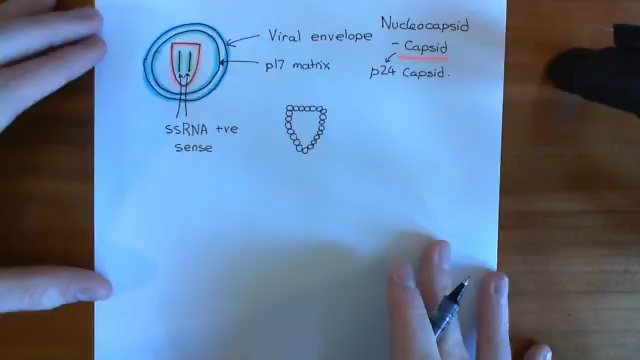 Viral envelope
p17 matrix
ssRNA +ve
sense
Nucleocapsid
- Capsid
p24 Capsid.